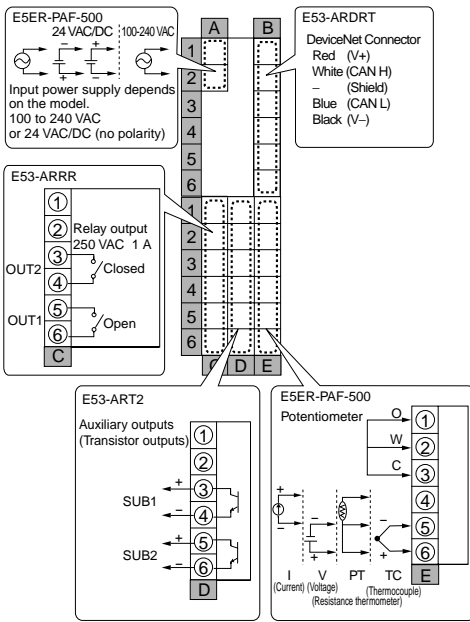 E5ER-PAF-500
24 VAC/DC 100-240 VAC
− +
+ −
Input power supply depends
on the model.
100 to 240 VAC
or 24 VAC/DC (no polarity)
A B
1
2
3
4
5
6
1
2
3
4
5
6
C D E
E53-ARDRT
DeviceNet Connector
Red (V+)
White (CAN H)
– (Shield)
Blue (CAN L)
Black (V–)
E53-ARRR
1
2
Relay output
250 VAC 1 A
3
OUT2 Closed
4
5
OUT1 Open
6
C
E53-ART2
Auxiliary outputs
(Transistor outputs)
1
2
+ 3
SUB1
− 4
+ 5
SUB2
− 6
D
E5ER-PAF-500
Potentiometer
O 1
W 2
C 3
4
+ − − 5
− + + 6
I V PT TC E
(Current) (Voltage) (Thermocouple)
(Resistance thermometer)